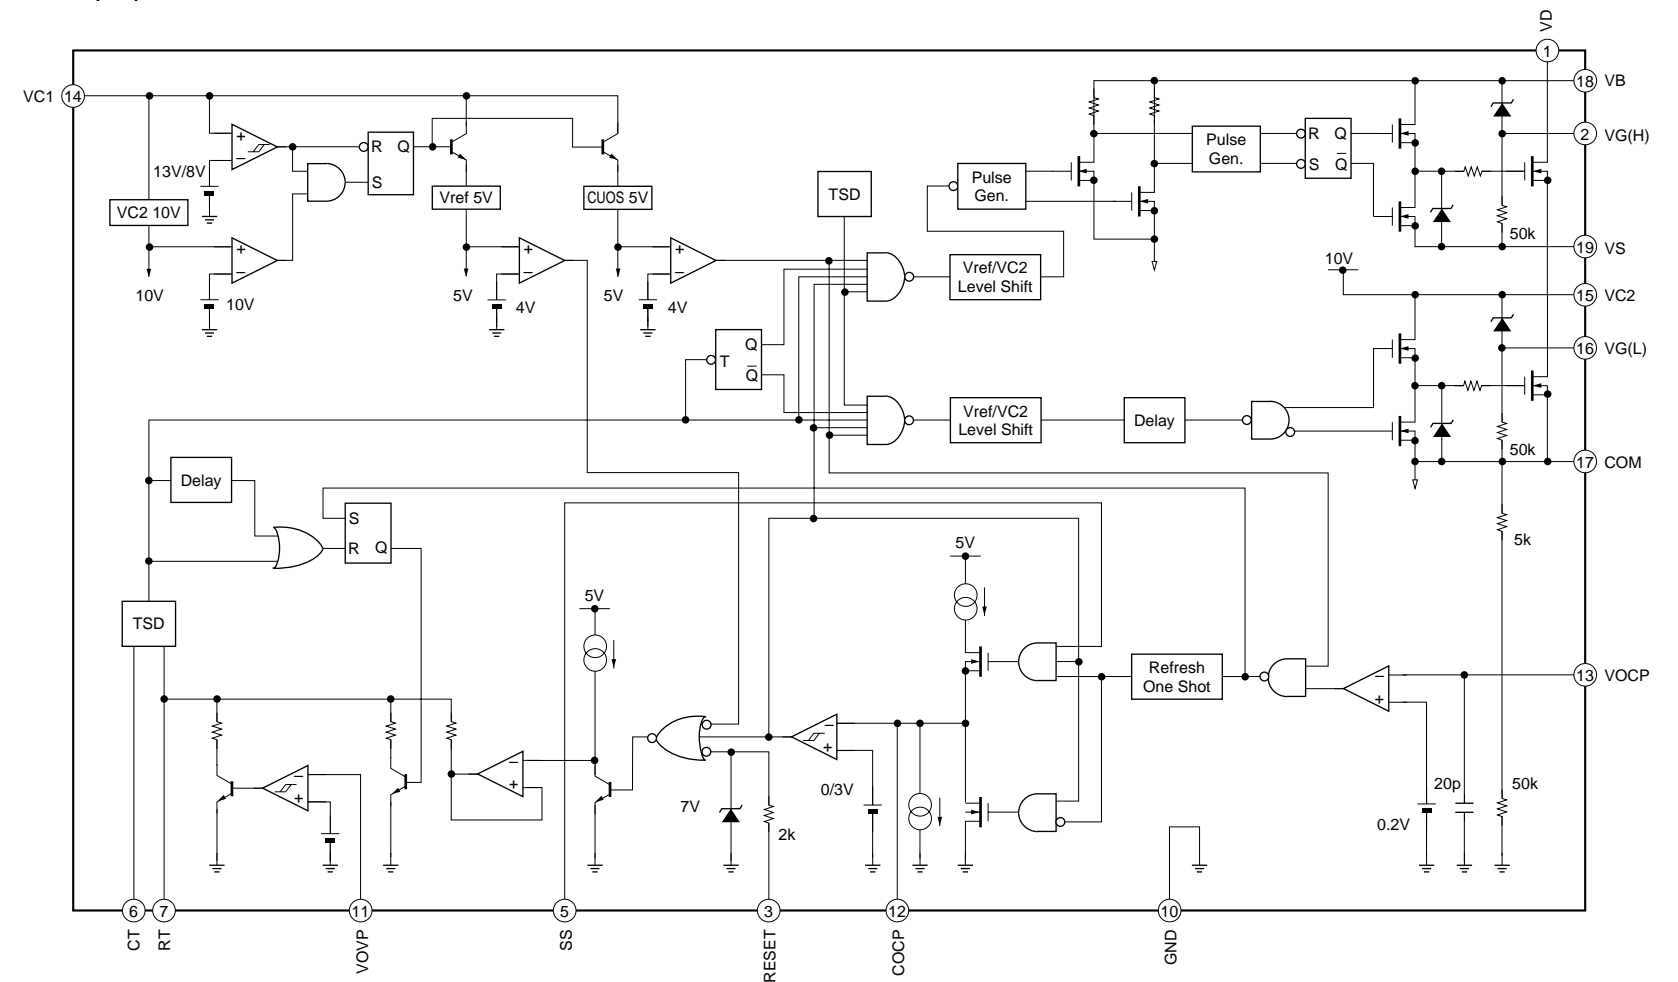 VD
1
18 VB
VC1 14
2 VG(H)
+
−
13V/8V
R Q
S
VC2 10V
Vref 5V
CUOS 5V
TSD
Pulse
Gen.
Pulse
Gen.
R Q
S Q
50k
19 VS
+
−
10V
10V
+
−
5V
4V
+
−
5V
4V
Vref/VC2
Level Shift
10V
15 VC2
T
Q
Q
16 VG(L)
Vref/VC2
Level Shift
Delay
50k
17 COM
Delay
S
R Q
5k
5V
5V
TSD
Refresh
One Shot
−
+
13 VOCP
−
+
−
+
−
+
0/3V
7V
2k
20p
50k
0.2V
6
7
11
5
3
12
10
CT
RT
VOVP
SS
RESET
COCP
GND